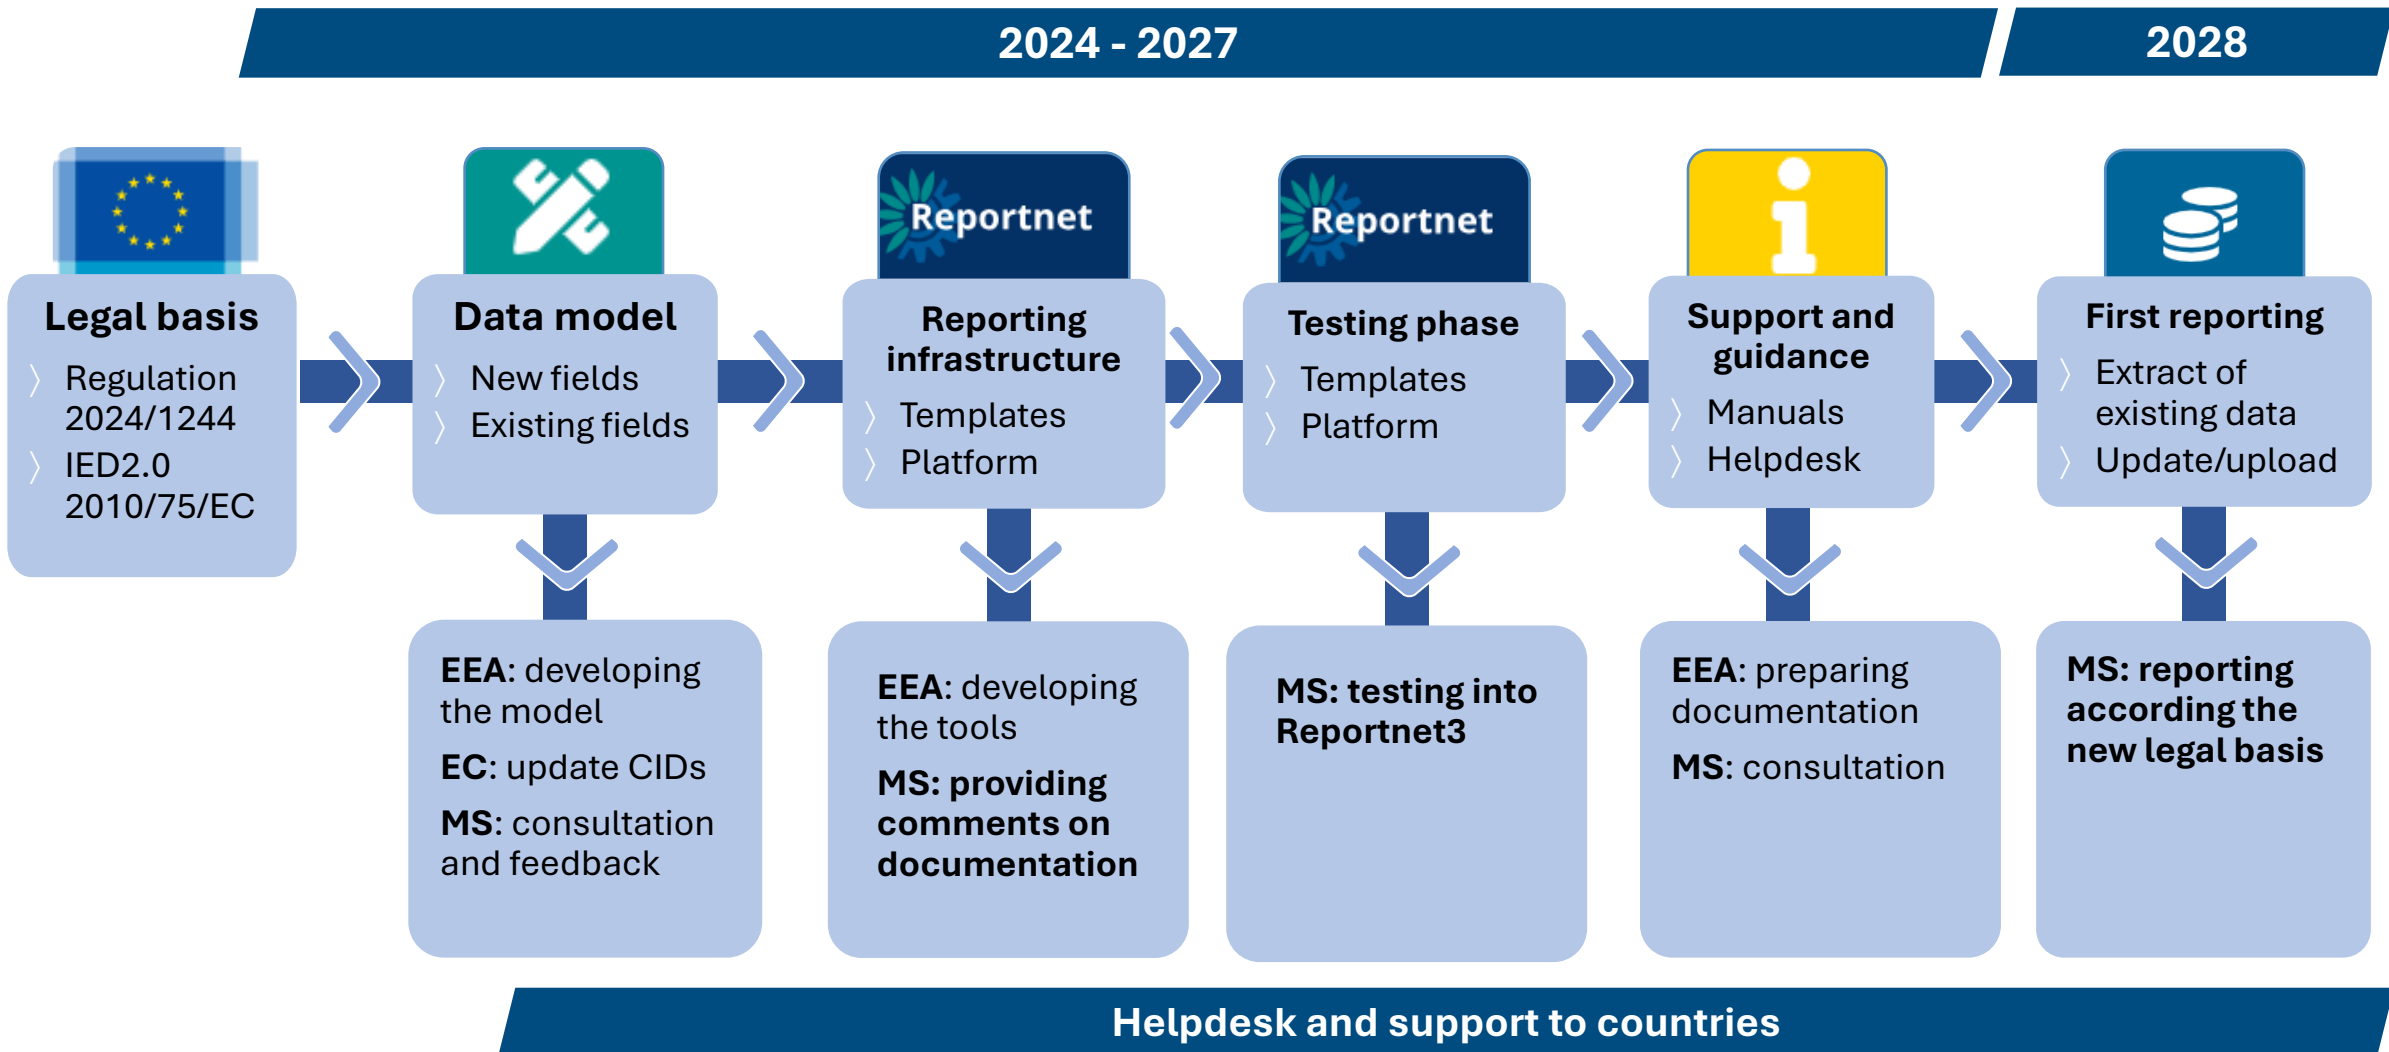 2024 - 2027
2028
Legal basis
Regulation
2024/1244
IED2.0
2010/75/EC
Data model
New fields
Existing fields
EEA: developing
the model
EC: update CIDs
MS: consultation
and feedback
Reportnet
Reporting
infrastructure
Templates
Platform
EEA: developing
the tools
MS: providing
comments on
documentation
Reportnet
Testing phase
Templates
Platform
MS: testing into
Reportnet3
Support and
guidance
Manuals
Helpdesk
EEA: preparing
documentation
MS: consultation
First reporting
Extract of
existing data
Update/upload
MS: reporting
according the
new legal basis
Helpdesk and support to countries